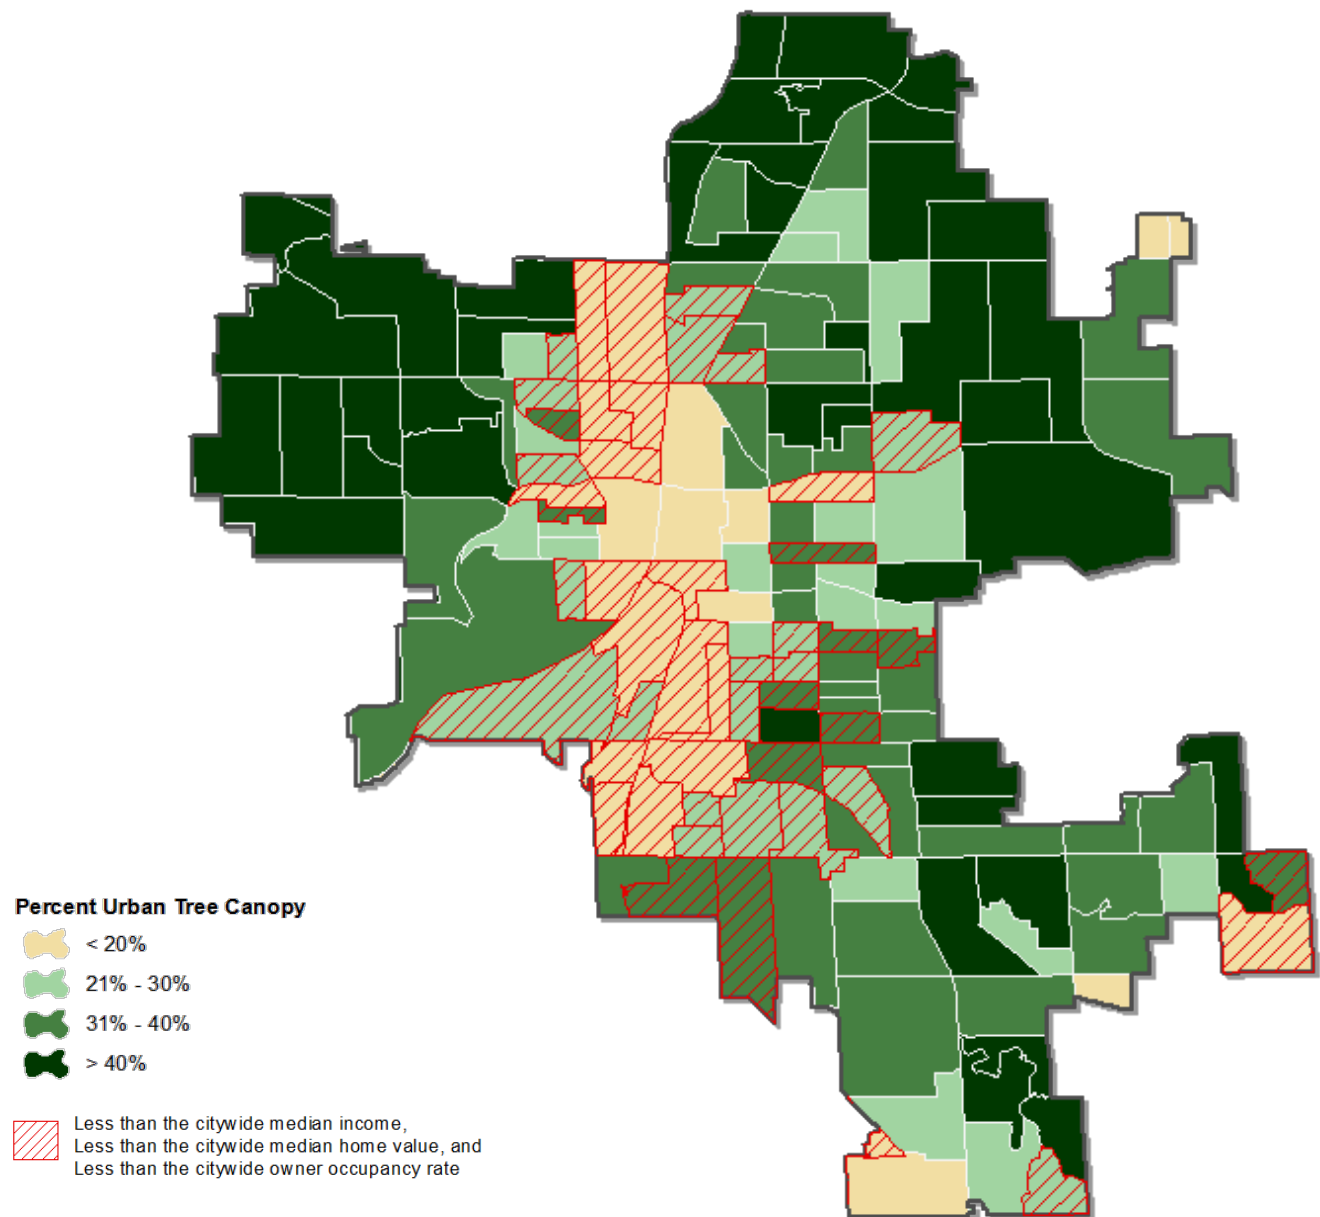 Percent Urban Tree Canopy
< 20%
21% - 30%
31% - 40%
> 40%
Less than the citywide median income,
Less than the citywide median home value, and
Less than the citywide owner occupancy rate